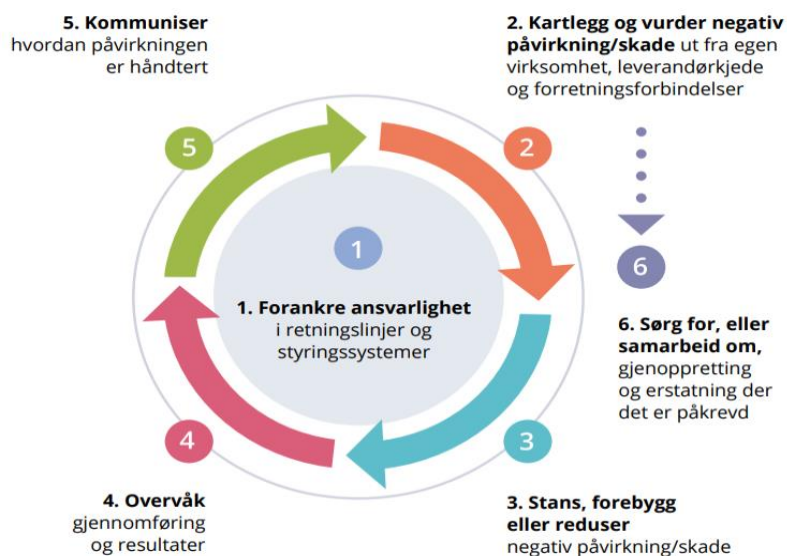 5. Kommuniser
hvordan påvirkningen
er håndtert
2. Kartlegg og vurder negativ
påvirkning/skade ut fra egen
virksomhet, leverandørkjede
og forretningsforbindelser
5
2
1
6
1. Forankre ansvarlighet
i retningslinjer og
styringssystemer
6. Sørg for, eller
samarbeid om,
gjenoppretting
og erstatning der
det er påkrevd
4
3
4. Overvåk
gjennomføring
og resultater
3. Stans, forebygg
eller reduser
negativ påvirkning/skade